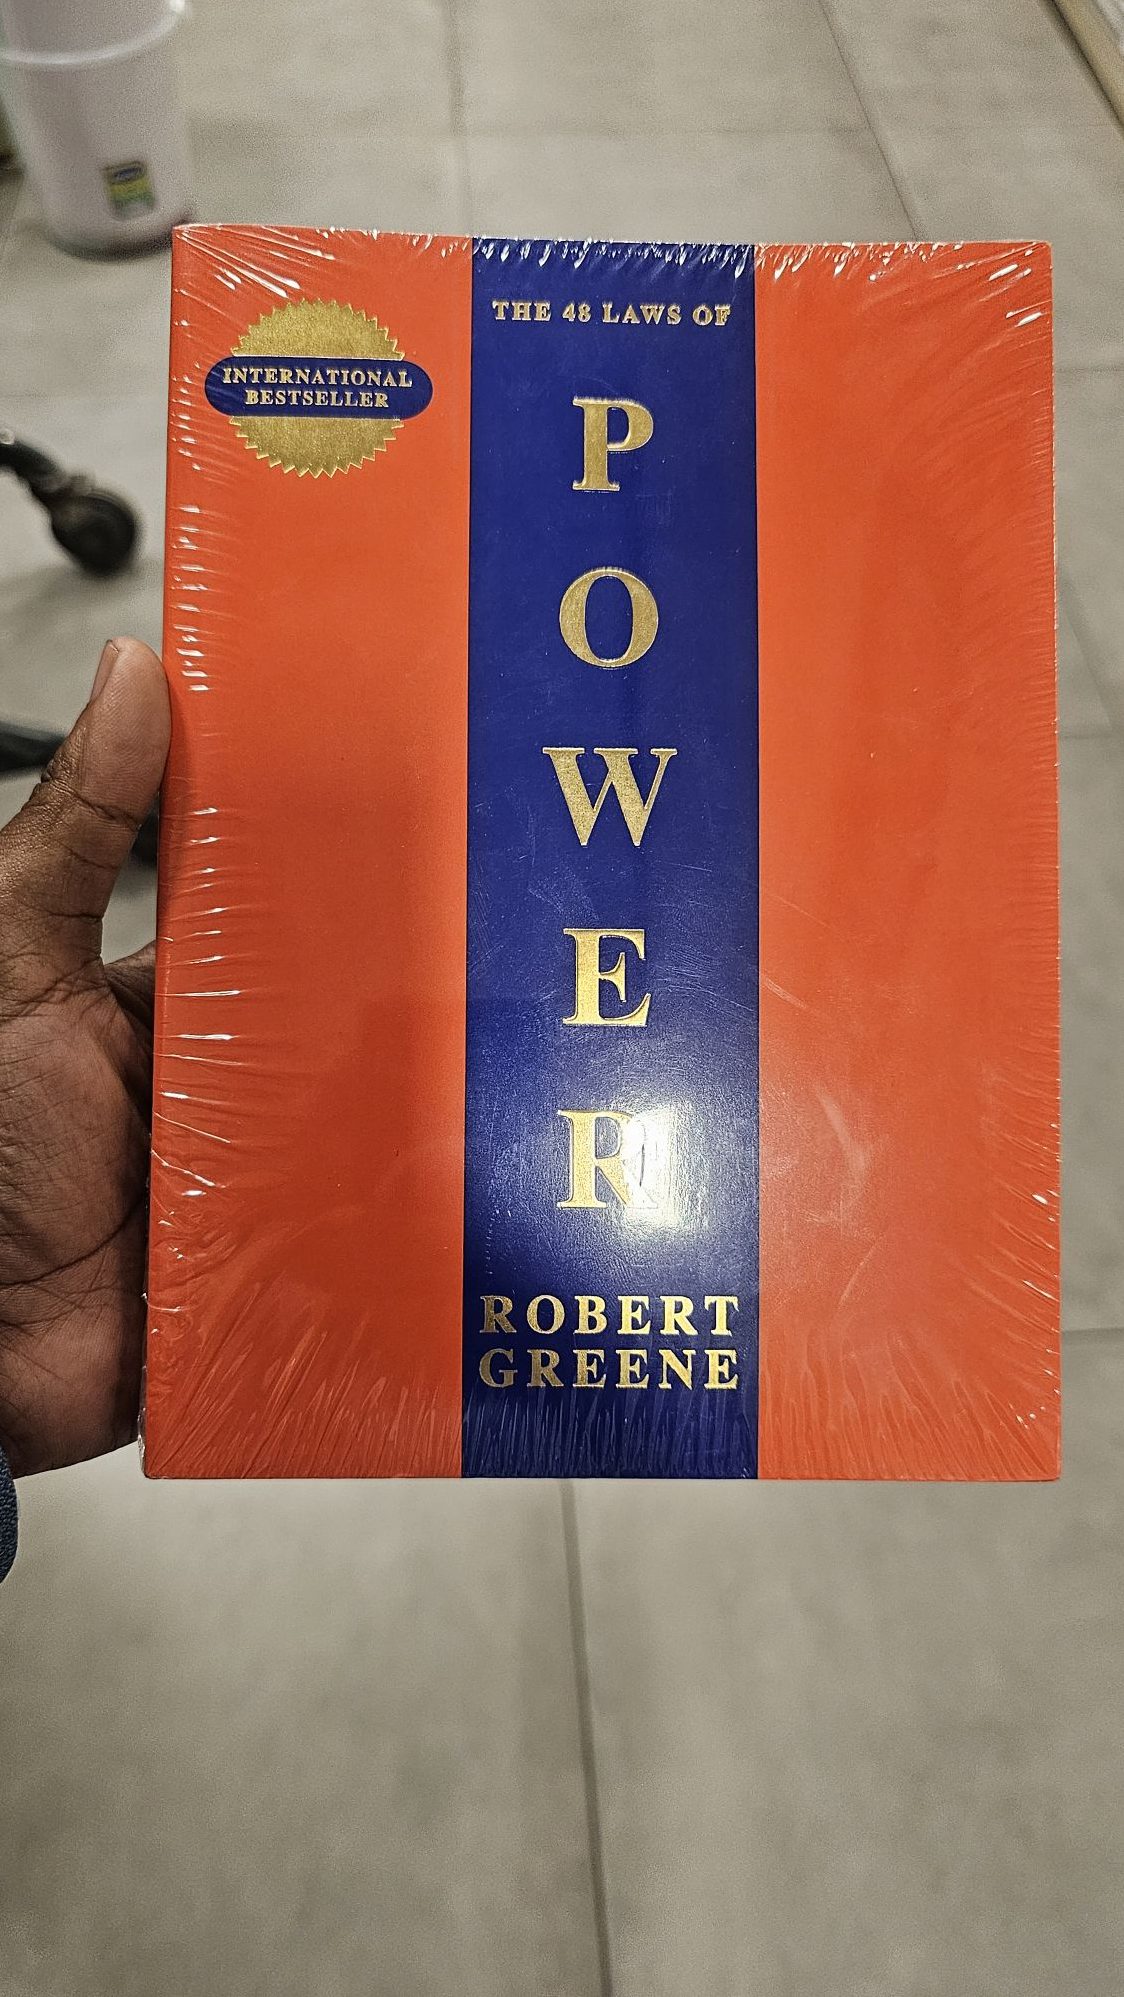 THE 48 LAWS OF
INTERNATIONAL
BESTSELLER
POWER
ROBERT
GREENE